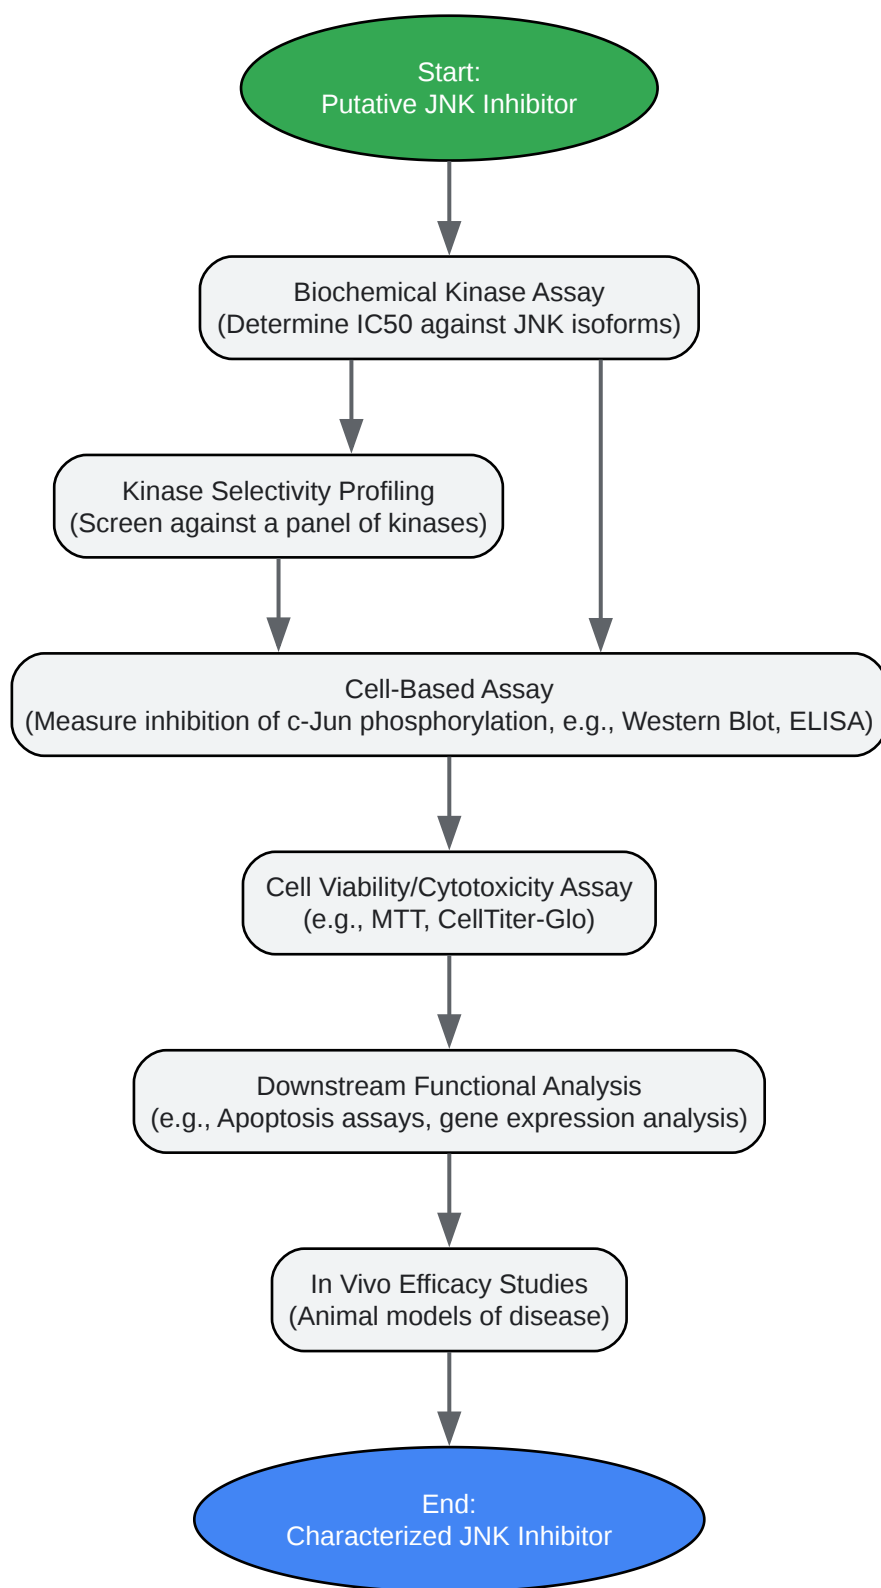 Start:
Putative JNK Inhibitor
Biochemical Kinase Assay
(Determine IC50 against JNK isoforms)
Kinase Selectivity Profiling
(Screen against a panel of kinases)
Cell-Based Assay
(Measure inhibition of c-Jun phosphorylation, e.g., Western Blot, ELISA)
Cell Viability/Cytotoxicity Assay
(e.g., MTT, CellTiter-Glo)
Downstream Functional Analysis
(e.g., Apoptosis assays, gene expression analysis)
In Vivo Efficacy Studies
(Animal models of disease)
End:
Characterized JNK Inhibitor